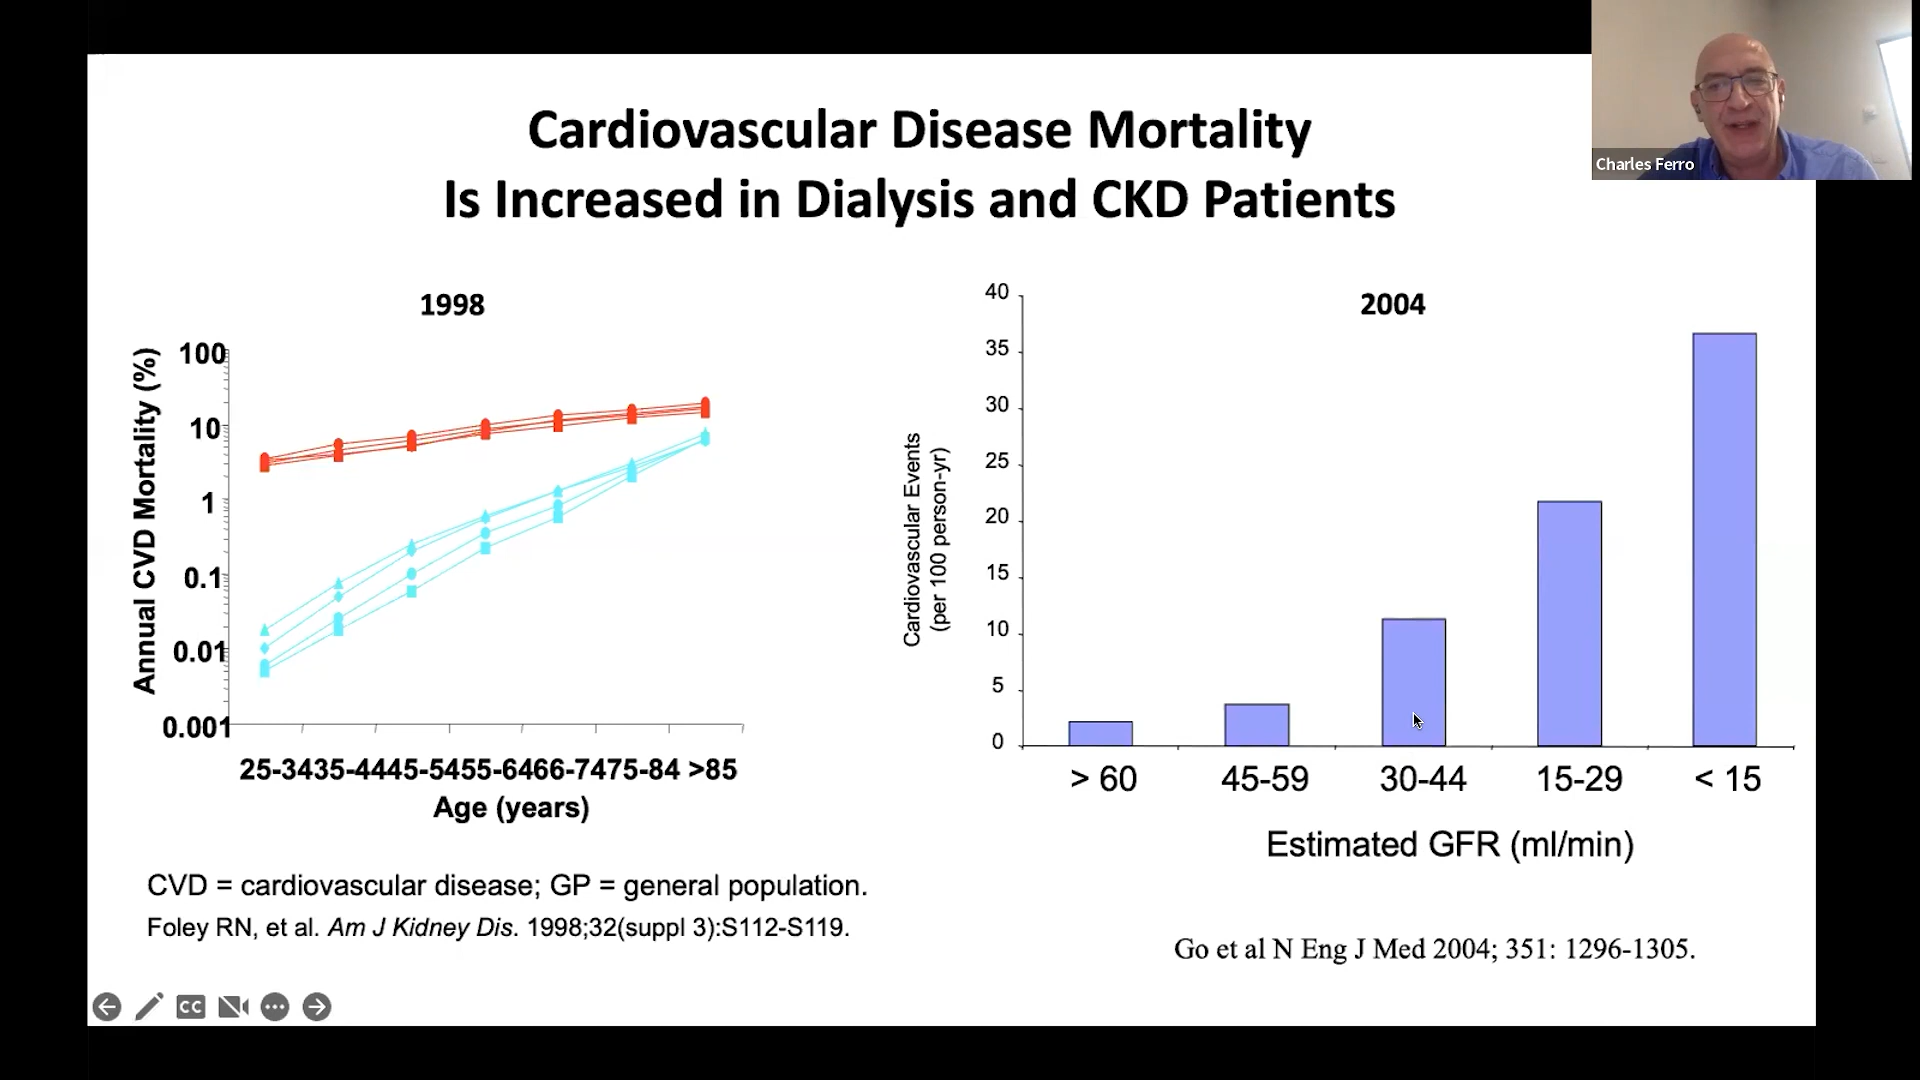 Cardiovascular Disease Mortality
Is Increased in Dialysis and CKD Patients
Charles Ferro
1998
Annual CVD Mortality (%)
100
10
1
0.1
0.01
0.001
25-3435-4445-5455-6466-7475-84 >85
Age (years)
CVD = cardiovascular disease; GP = general population.
Foley RN, et al. Am J Kidney Dis. 1998;32(suppl 3):S112-S119.
2004
Cardiovascular Events
(per 100 person-yr)
40
35
30
25
20
15
10
5
0
> 60 45-59 30-44 15-29 < 15
Estimated GFR (ml/min)
Go et al N Eng J Med 2004; 351: 1296-1305.
CC